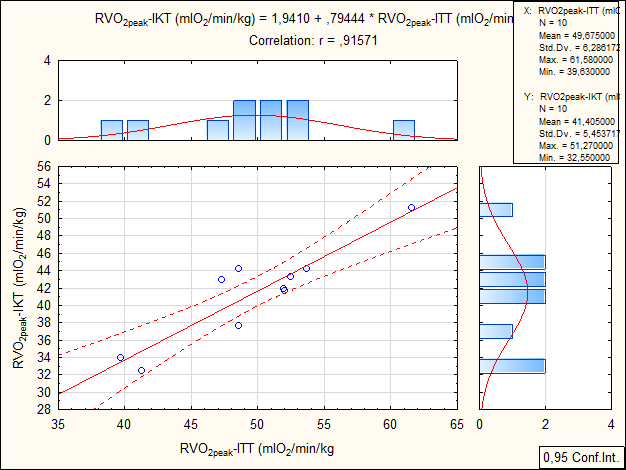 RVO2peak-IKT (mlO2/min/kg) = 1,9410 + ,79444 * RVO2peak-ITT (mlO2/min
Correlation: r = ,91571
X: RVO2peak-ITT (mlO
N = 10
Mean = 49,675000
Std.Dv. = 6,286172
Max. = 61,580000
Min. = 39,630000
Y: RVO2peak-IKT (mlO
N = 10
Mean = 41,405000
Std.Dv. = 5,453717
Max. = 51,270000
Min. = 32,550000
4
2
0
56
54
52
50
48
46
44
42
40
38
36
34
32
30
28
RVO2peak-IKT (mlO2/min/kg)
35 40 45 50 55 60 65
0 2 4
RVO2peak-ITT (mlO2/min/kg
0,95 Conf.Int.